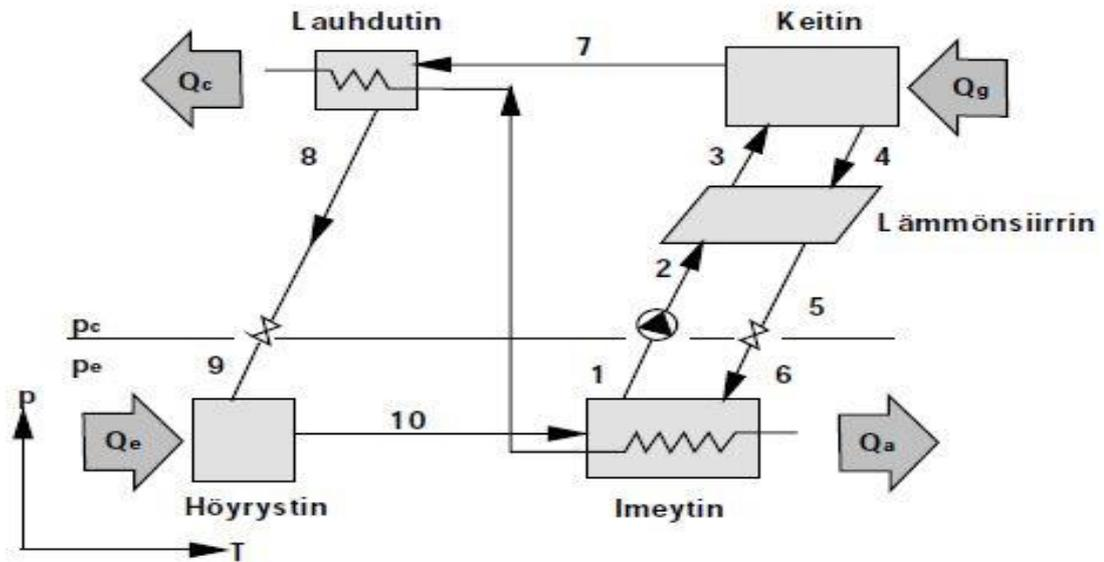 Lauhdutin
7
Keitin
Qc
Qg
8
3
4
Lämmönsiirrin
2
5
pc
pe
9
1
6
p
Qe
10
Qa
Höyrystin
Imeytin
T